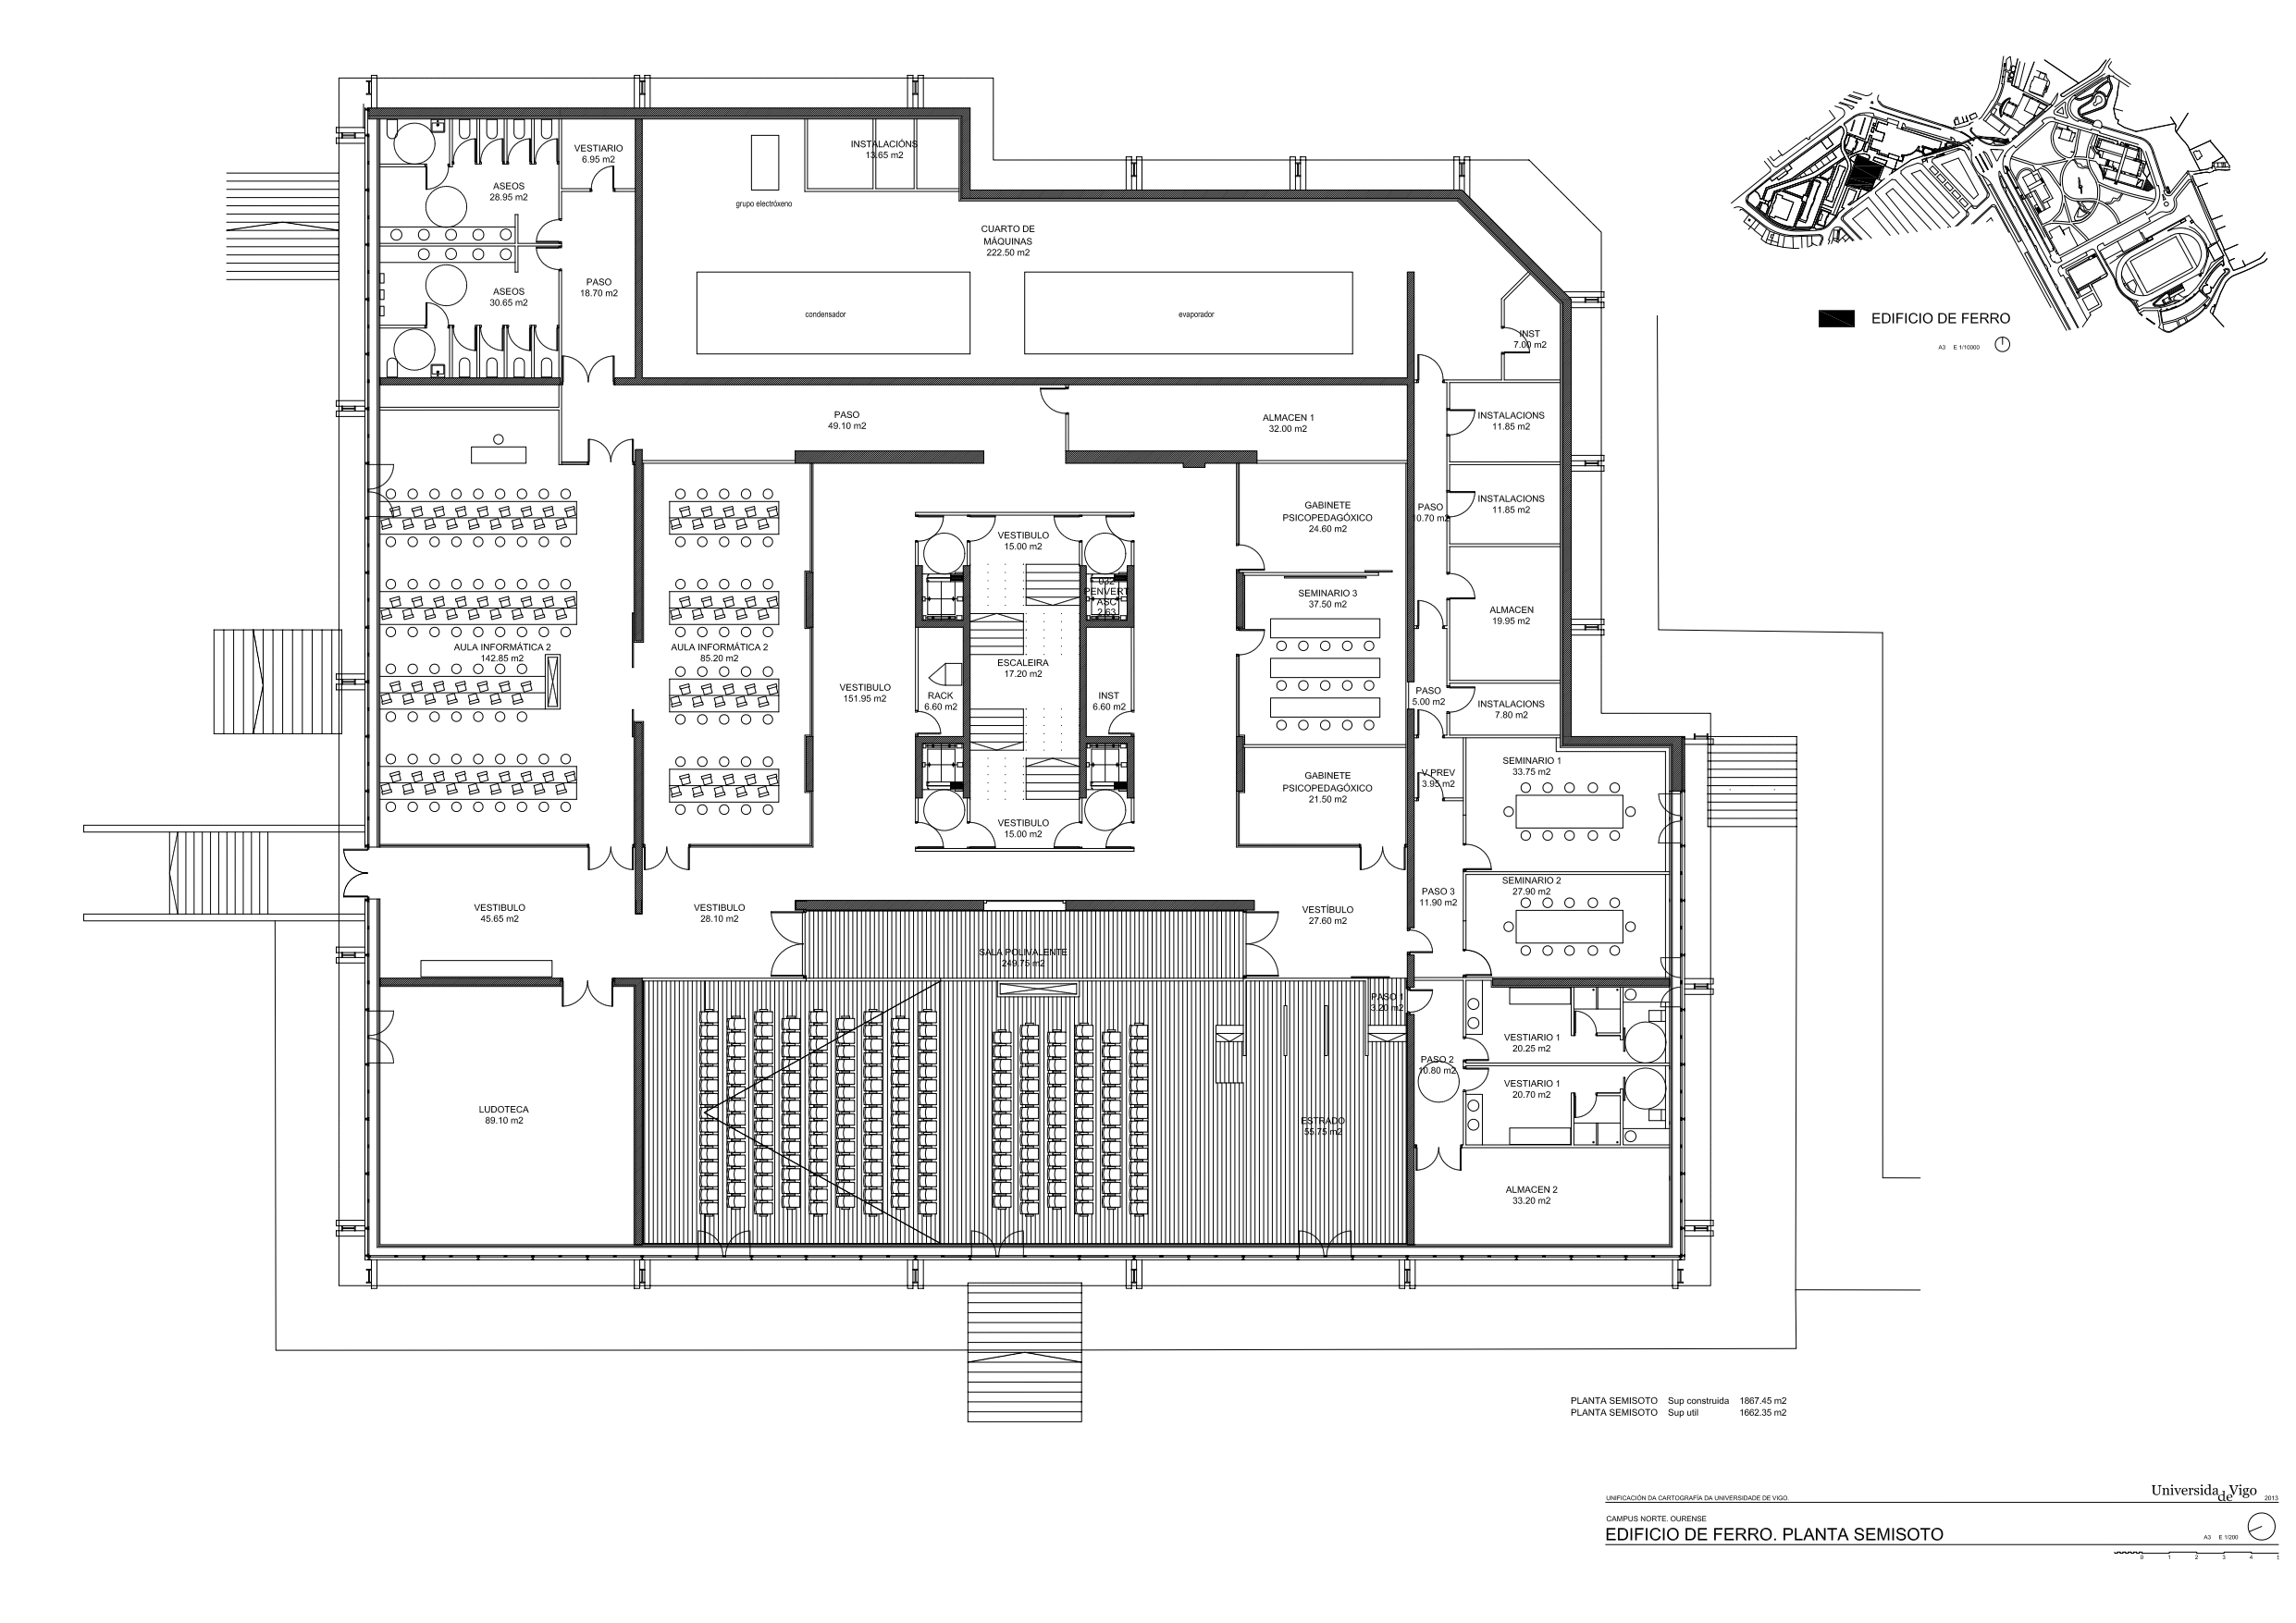 VESTIARIO
6.95 m2
INSTALACIÓNS
13.65 m2
ASEOS
28.95 m2
grupo electróxeno
CUARTO DE
MÁQUINAS
222.50 m2
PASO
18.70 m2
ASEOS
30.65 m2
condensador
evaporador
INST
7.00 m2
EDIFICIO DE FERRO
A3 E 1/10000
PASO
49.10 m2
ALMACEN 1
32.00 m2
INSTALACIONS
11.85 m2
GABINETE
PSICOPEDAGÓXICO
24.60 m2
PASO
10.70 m2
INSTALACIONS
11.85 m2
VESTIBULO
15.00 m2
PENVERT
ASC
2.63
SEMINARIO 3
37.50 m2
ALMACEN
19.95 m2
AULA INFORMÁTICA 2
142.85 m2
AULA INFORMÁTICA 2
85.20 m2
ESCALEIRA
17.20 m2
VESTIBULO
151.95 m2
RACK
6.60 m2
INST
6.60 m2
PASO
5.00 m2
INSTALACIONS
7.80 m2
GABINETE
PSICOPEDAGÓXICO
21.50 m2
V.PREV
3.95 m2
SEMINARIO 1
33.75 m2
VESTIBULO
15.00 m2
VESTIBULO
45.65 m2
VESTIBULO
28.10 m2
VESTÍBULO
27.60 m2
PASO 3
11.90 m2
SEMINARIO 2
27.90 m2
SALA POLIVALENTE
249.75 m2
PASO 1
3.20 m2
VESTIARIO 1
20.25 m2
PASO 2
10.80 m2
VESTIARIO 1
20.70 m2
LUDOTECA
89.10 m2
ESTRADO
55.75 m2
ALMACEN 2
33.20 m2
PLANTA SEMISOTO Sup construida 1867.45 m2
PLANTA SEMISOTO Sup util 1662.35 m2
UNIFICACIÓN DA CARTOGRAFÍA DA UNIVERSIDADE DE VIGO.
Universidade de Vigo 2013
CAMPUS NORTE. OURENSE
EDIFICIO DE FERRO. PLANTA SEMISOTO
A3 E 1/200
0 1 2 3 4 5